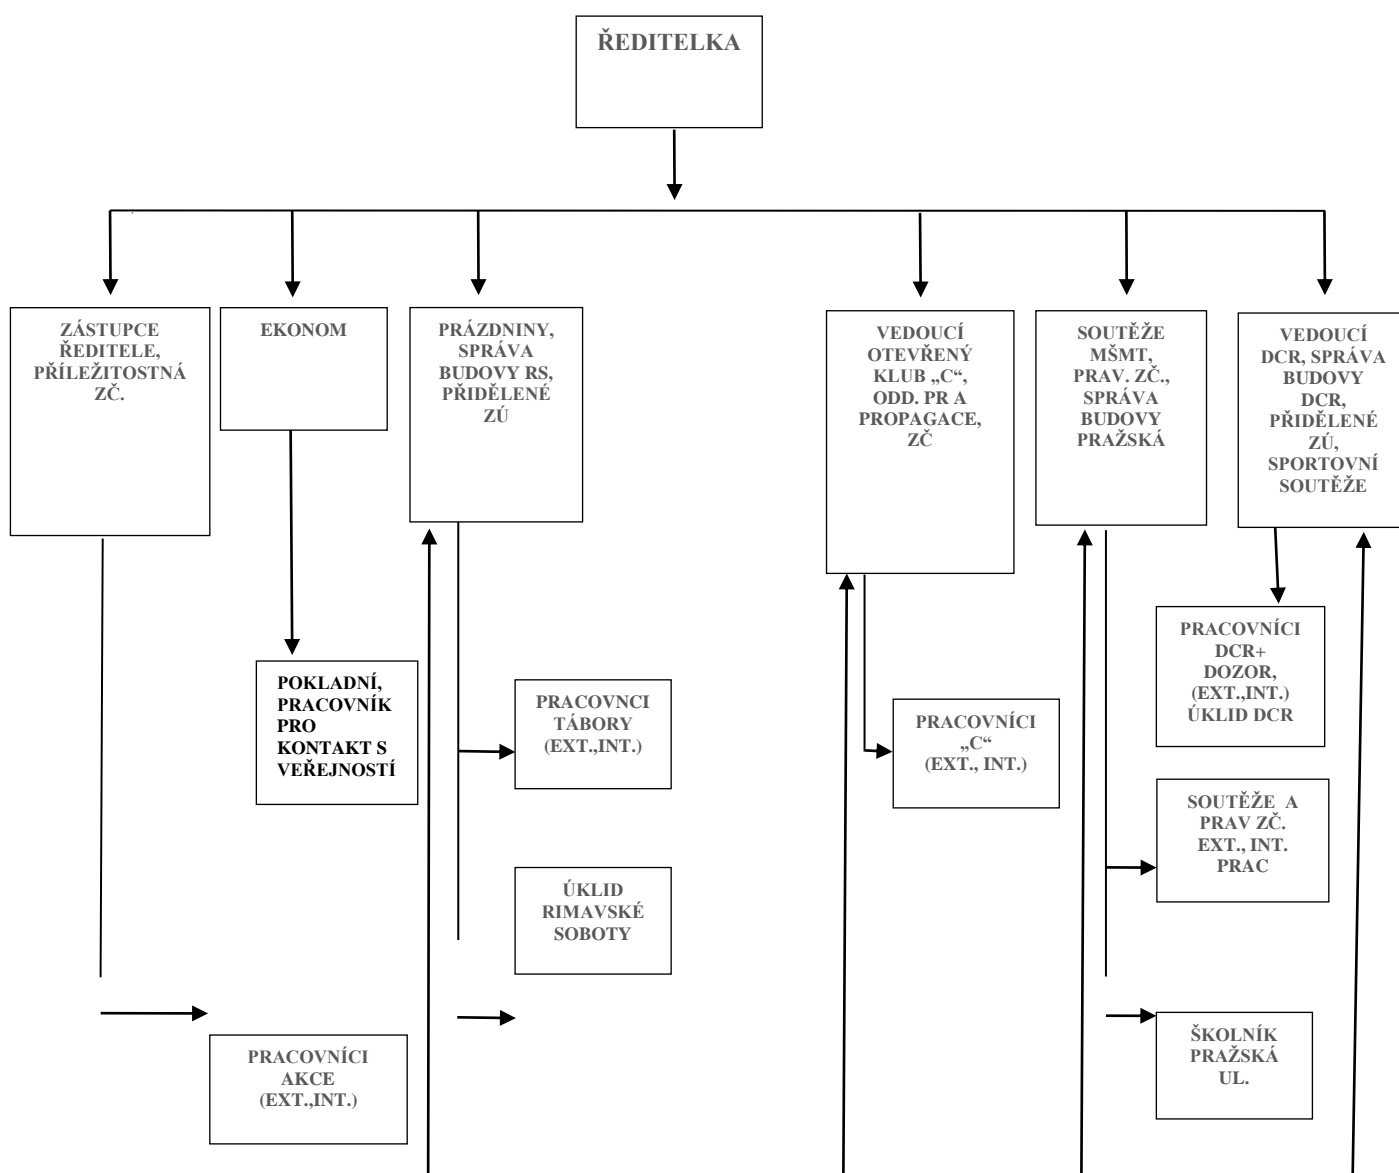 ŘEDITELKA
ZÁSTUPCE
ŘEDITELE,
PŘÍLEŽITOSTNÁ
ZČ.
EKONOM
PRÁZDNINY,
SPRÁVA
BUDOVY RS,
PŘIDĚLENÉ
ZÚ
VEDOUCÍ
OTEVŘENÝ
KLUB „C“,
ODD. PR A
PROPAGACE,
ZČ
SOUTĚŽE
MŠMT,
PRAV. ZČ.,
SPRÁVA
BUDOVY
PRAŽSKÁ
VEDOUCÍ
DCR, SPRÁVA
BUDOVY
DCR,
PŘIDĚLENÉ
ZÚ,
SPORTOVNÍ
SOUTĚŽE
POKLADNÍ,
PRACOVNÍK
PRO
KONTAKT S
VEŘEJNOSTÍ
PRACOVNCI
TÁBORY
(EXT.,INT.)
PRACOVNÍCI
„C“
(EXT., INT.)
PRACOVNÍCI
DCR+
DOZOR,
(EXT.,INT.)
ÚKLID DCR
SOUTĚŽE A
PRAV ZČ.
EXT., INT.
PRAC
ÚKLID
RIMAVSKÉ
SOBOTY
PRACOVNÍCI
AKCE
(EXT.,INT.)
ŠKOLNÍK
PRAŽSKÁ
UL.